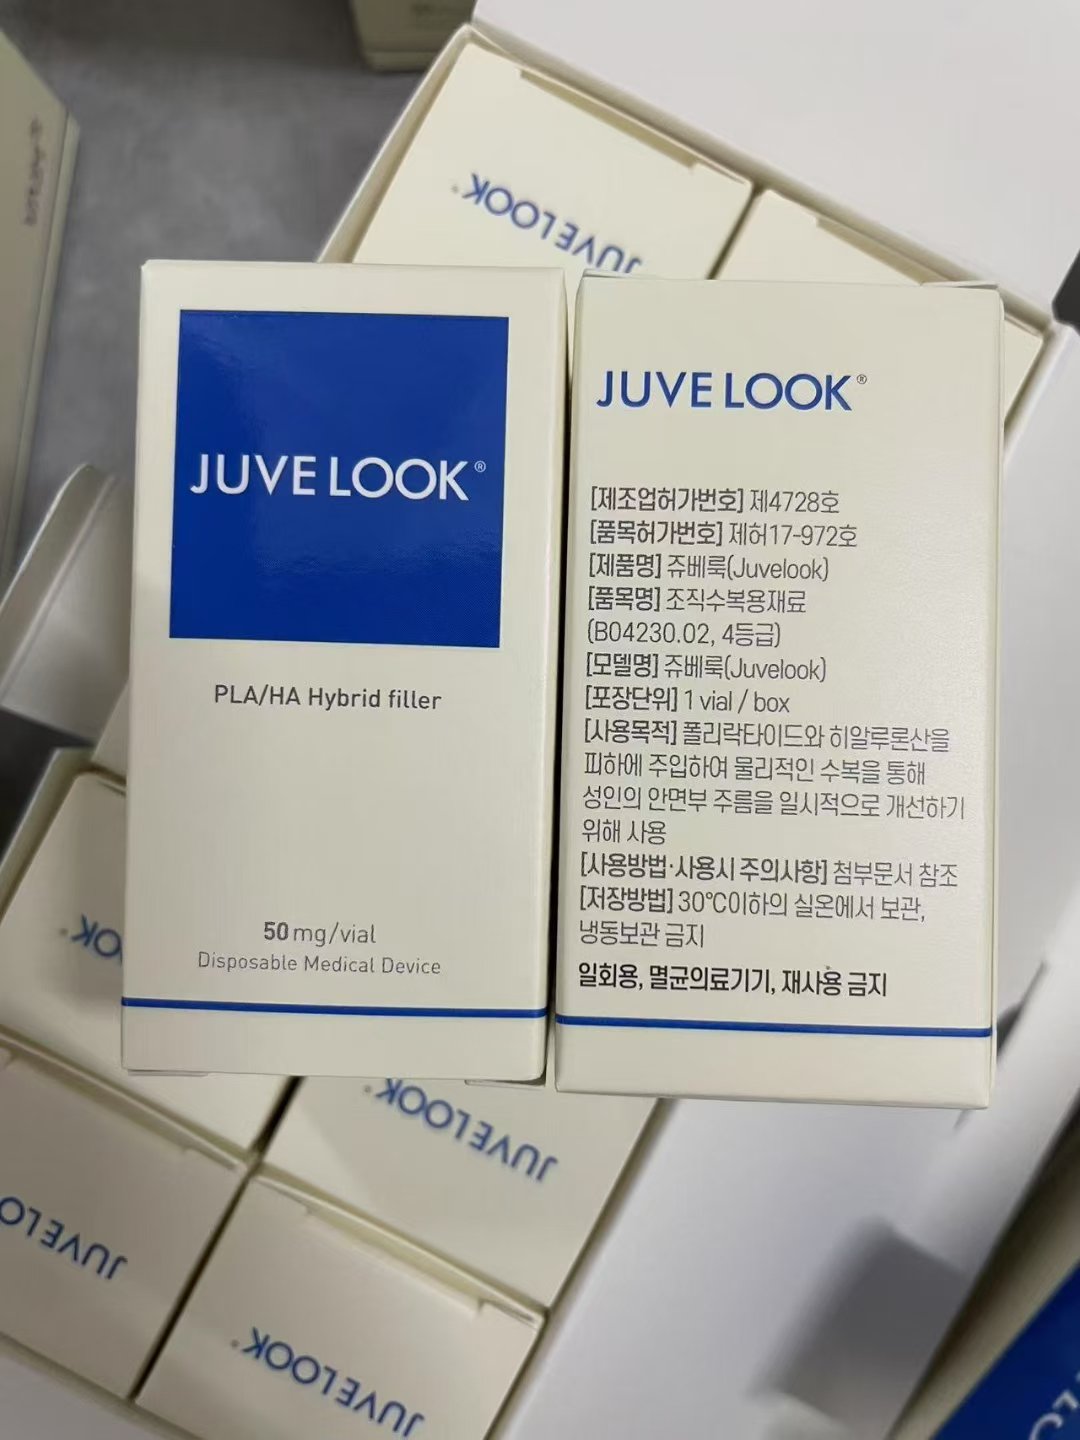 JUVELOOK
JUVE LOOK®
PLA/HA Hybrid filler
50mg/vial
Disposable Medical Device
JUVE LOOK®
[제조업허가번호] 제4728호
[품목허가번호] 제허17-972호
[제품명] 쥬베룩(Juvelook)
[품목명] 조직수복용재료
(B04230.02, 4등급)
[모델명] 쥬베룩(Juvelook)
[포장단위] 1 vial / box
[사용목적] 폴리락타이드와 히알루론산을
피하에 주입하여 물리적인 수복을 통해
성인의 안면부 주름을 일시적으로 개선하기
위해 사용
[사용방법·사용시 주의사항] 첨부문서 참조
[저장방법] 30℃이하의 실온에서 보관,
냉동보관 금지
일회용, 멸균의료기기, 재사용 금지
OK
JUVELOOK
JUVELO
JUVELOOK